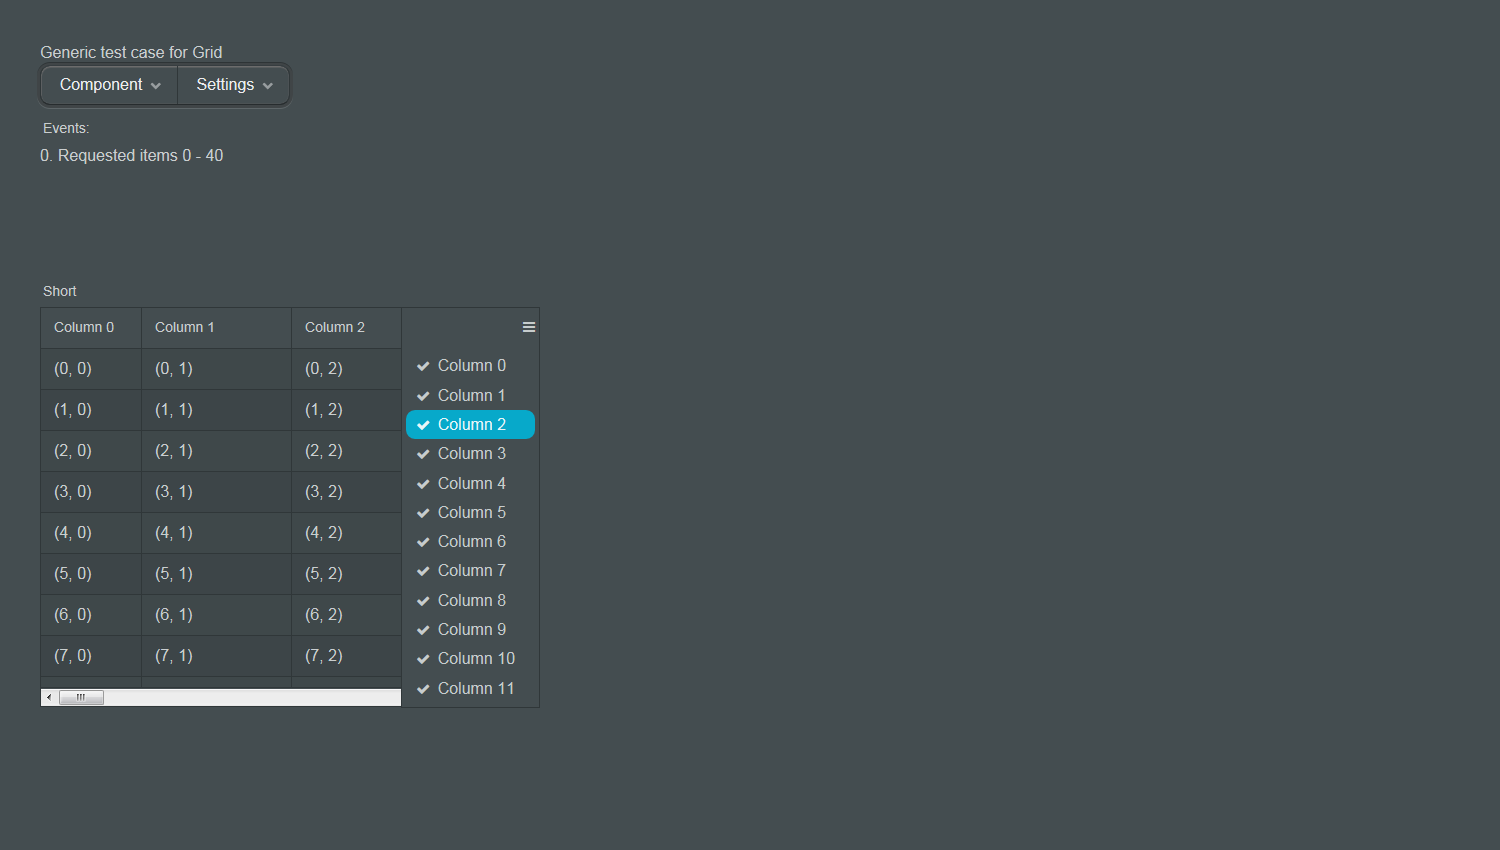 Generic test case for Grid
Component Settings
Events:
0. Requested items 0 - 40
Short
Column 0 Column 1 Column 2
(0, 0) (0, 1) (0, 2)
(1, 0) (1, 1) (1, 2)
(2, 0) (2, 1) (2, 2)
(3, 0) (3, 1) (3, 2)
(4, 0) (4, 1) (4, 2)
(5, 0) (5, 1) (5, 2)
(6, 0) (6, 1) (6, 2)
(7, 0) (7, 1) (7, 2)
Column 0
Column 1
Column 2
Column 3
Column 4
Column 5
Column 6
Column 7
Column 8
Column 9
Column 10
Column 11